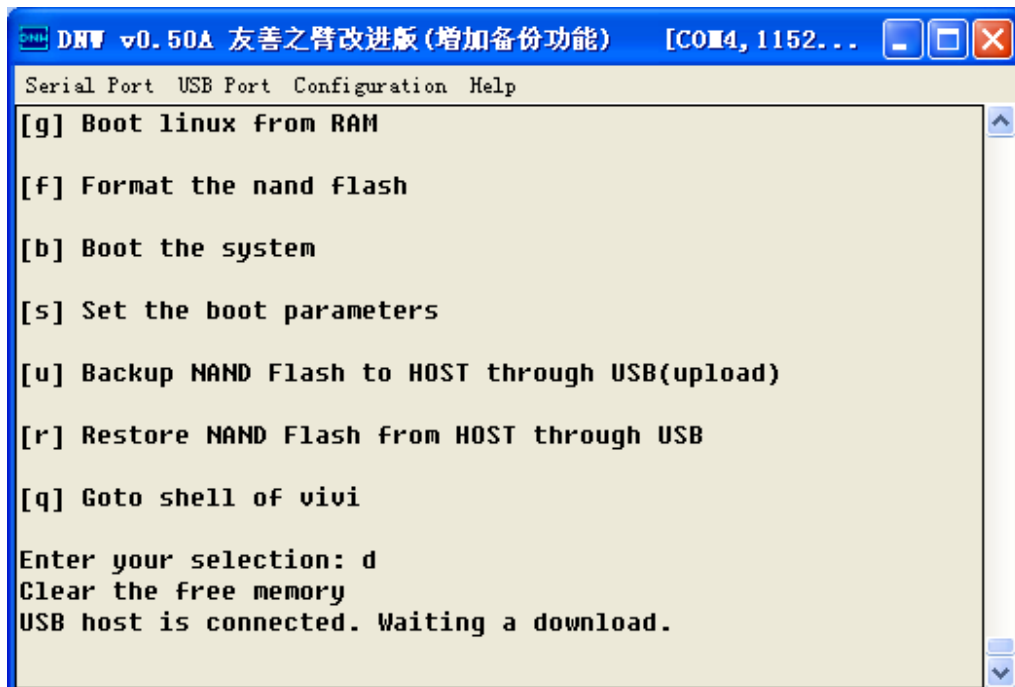 DNW v0.50A 友善之臂改进版(增加备份功能) [COM4,1152...
Serial Port USB Port Configuration Help
[g] Boot linux from RAM
[f] Format the nand flash
[b] Boot the system
[s] Set the boot parameters
[u] Backup NAND Flash to HOST through USB(upload)
[r] Restore NAND Flash from HOST through USB
[q] Goto shell of vivi
Enter your selection: d
Clear the free memory
USB host is connected. Waiting a download.